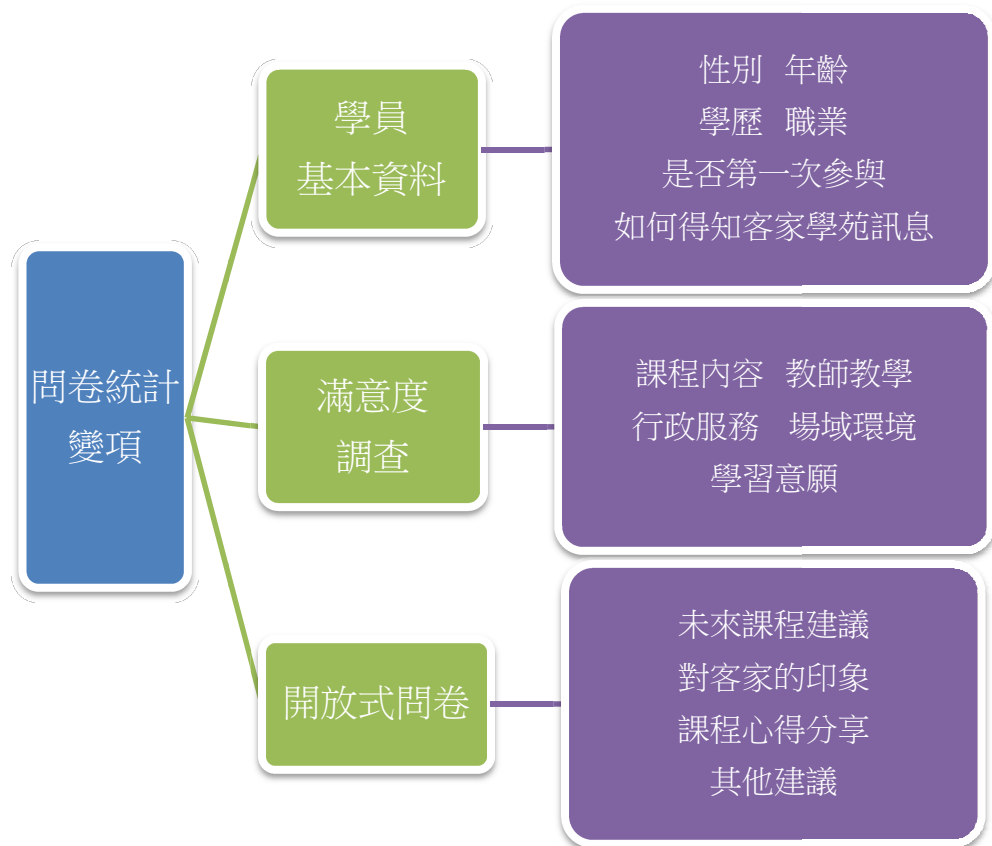 問卷統計
變項
學員
基本資料
性別 年齡
學歷 職業
是否第一次參與
如何得知客家學苑訊息
滿意度
調查
課程內容 教師教學
行政服務 場域環境
學習意願
開放式問卷
未來課程建議
對客家的印象
課程心得分享
其他建議